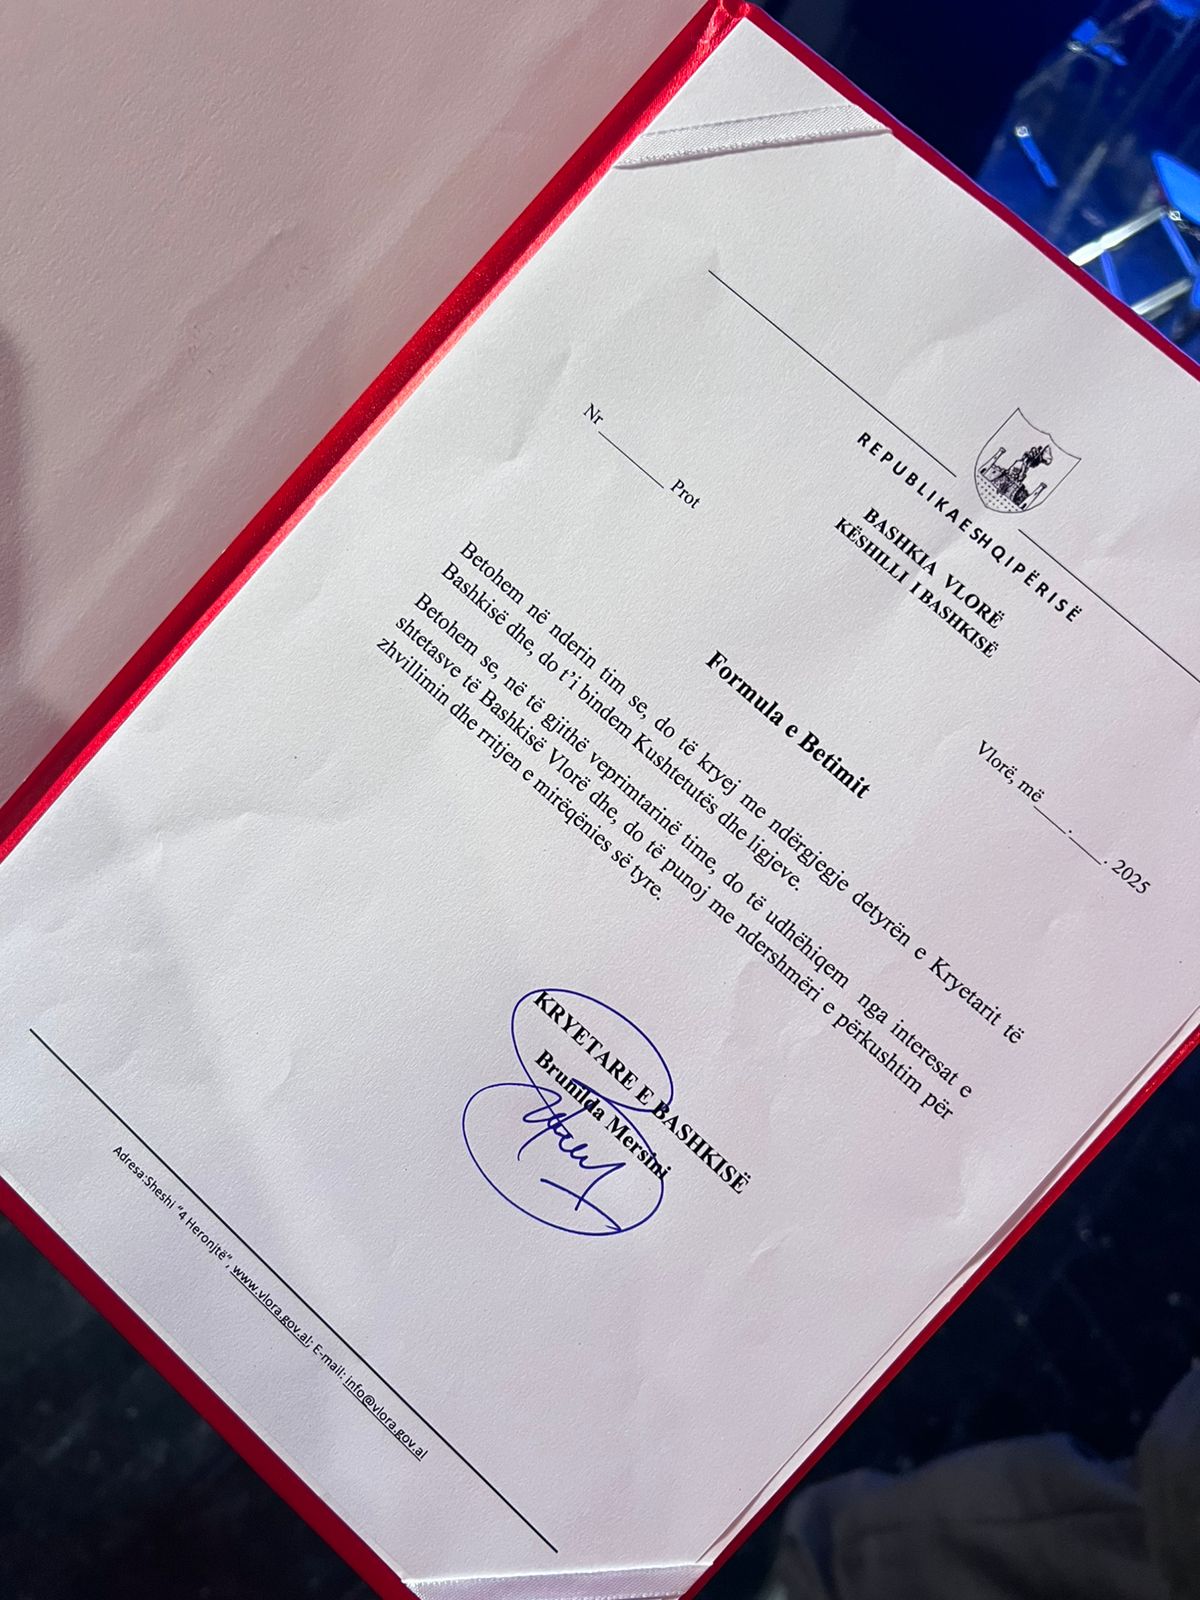 REPUBLIKA E SHQIPËRISË
BASHKIA VLORË
KËSHILLI I BASHKISË
Nr______ Prot
Vlorë, më ___.___. 2025
Formula e Betimit
Betohem në nderin tim se, do të kryej me ndërgjegje detyrën e Kryetarit të
Bashkisë dhe, do t’i bindem Kushtetutës dhe ligjeve.
Betohem se, në të gjithë veprimtarinë time, do të udhëhiqem nga interesat e
shtetasve të Bashkisë Vlorë dhe, do të punoj me ndershmëri e përkushtim për
zhvillimin dhe rritjen e mirëqënies së tyre.
KRYETARE E BASHKISË
Brunilda Mersini
Adresa:Sheshi “4 Heronjtë”, www.vlora.gov.al; E-mail: info@vlora.gov.al